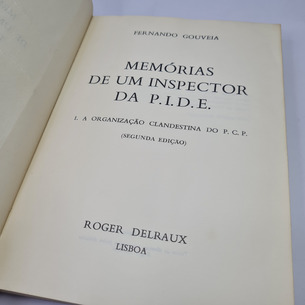 FERNANDO GOUVEIA
MEMÓRIAS
DE UM INSPECTOR
DA P.I.D.E.
1. A ORGANIZAÇÃO CLANDESTINA DO P. C. P.
(SEGUNDA EDIÇÃO)
ROGER DELRAUX
LISBOA